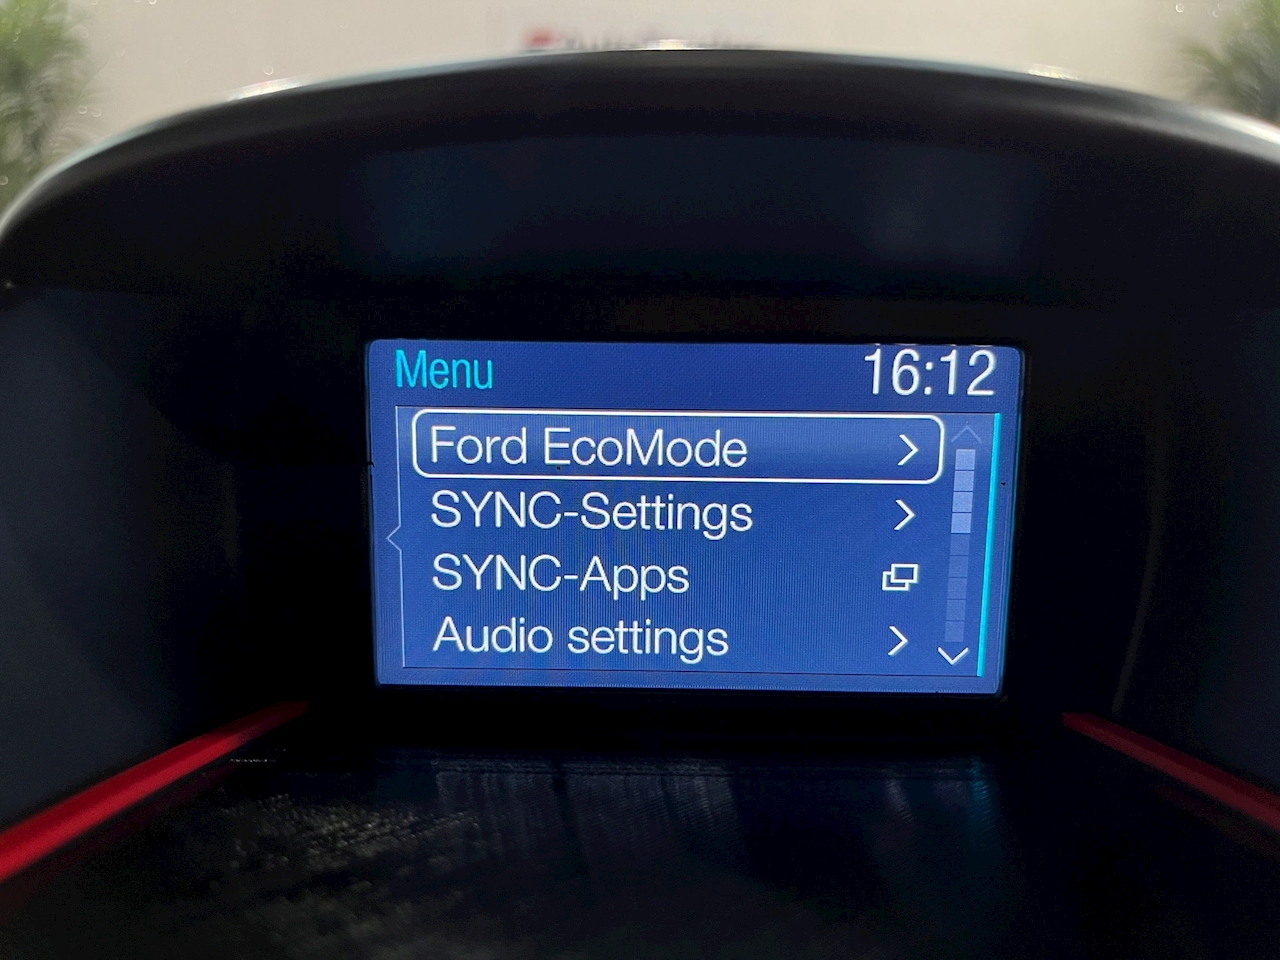 Menu 16:12
Ford EcoMode
SYNC-Settings
SYNC-Apps
Audio settings